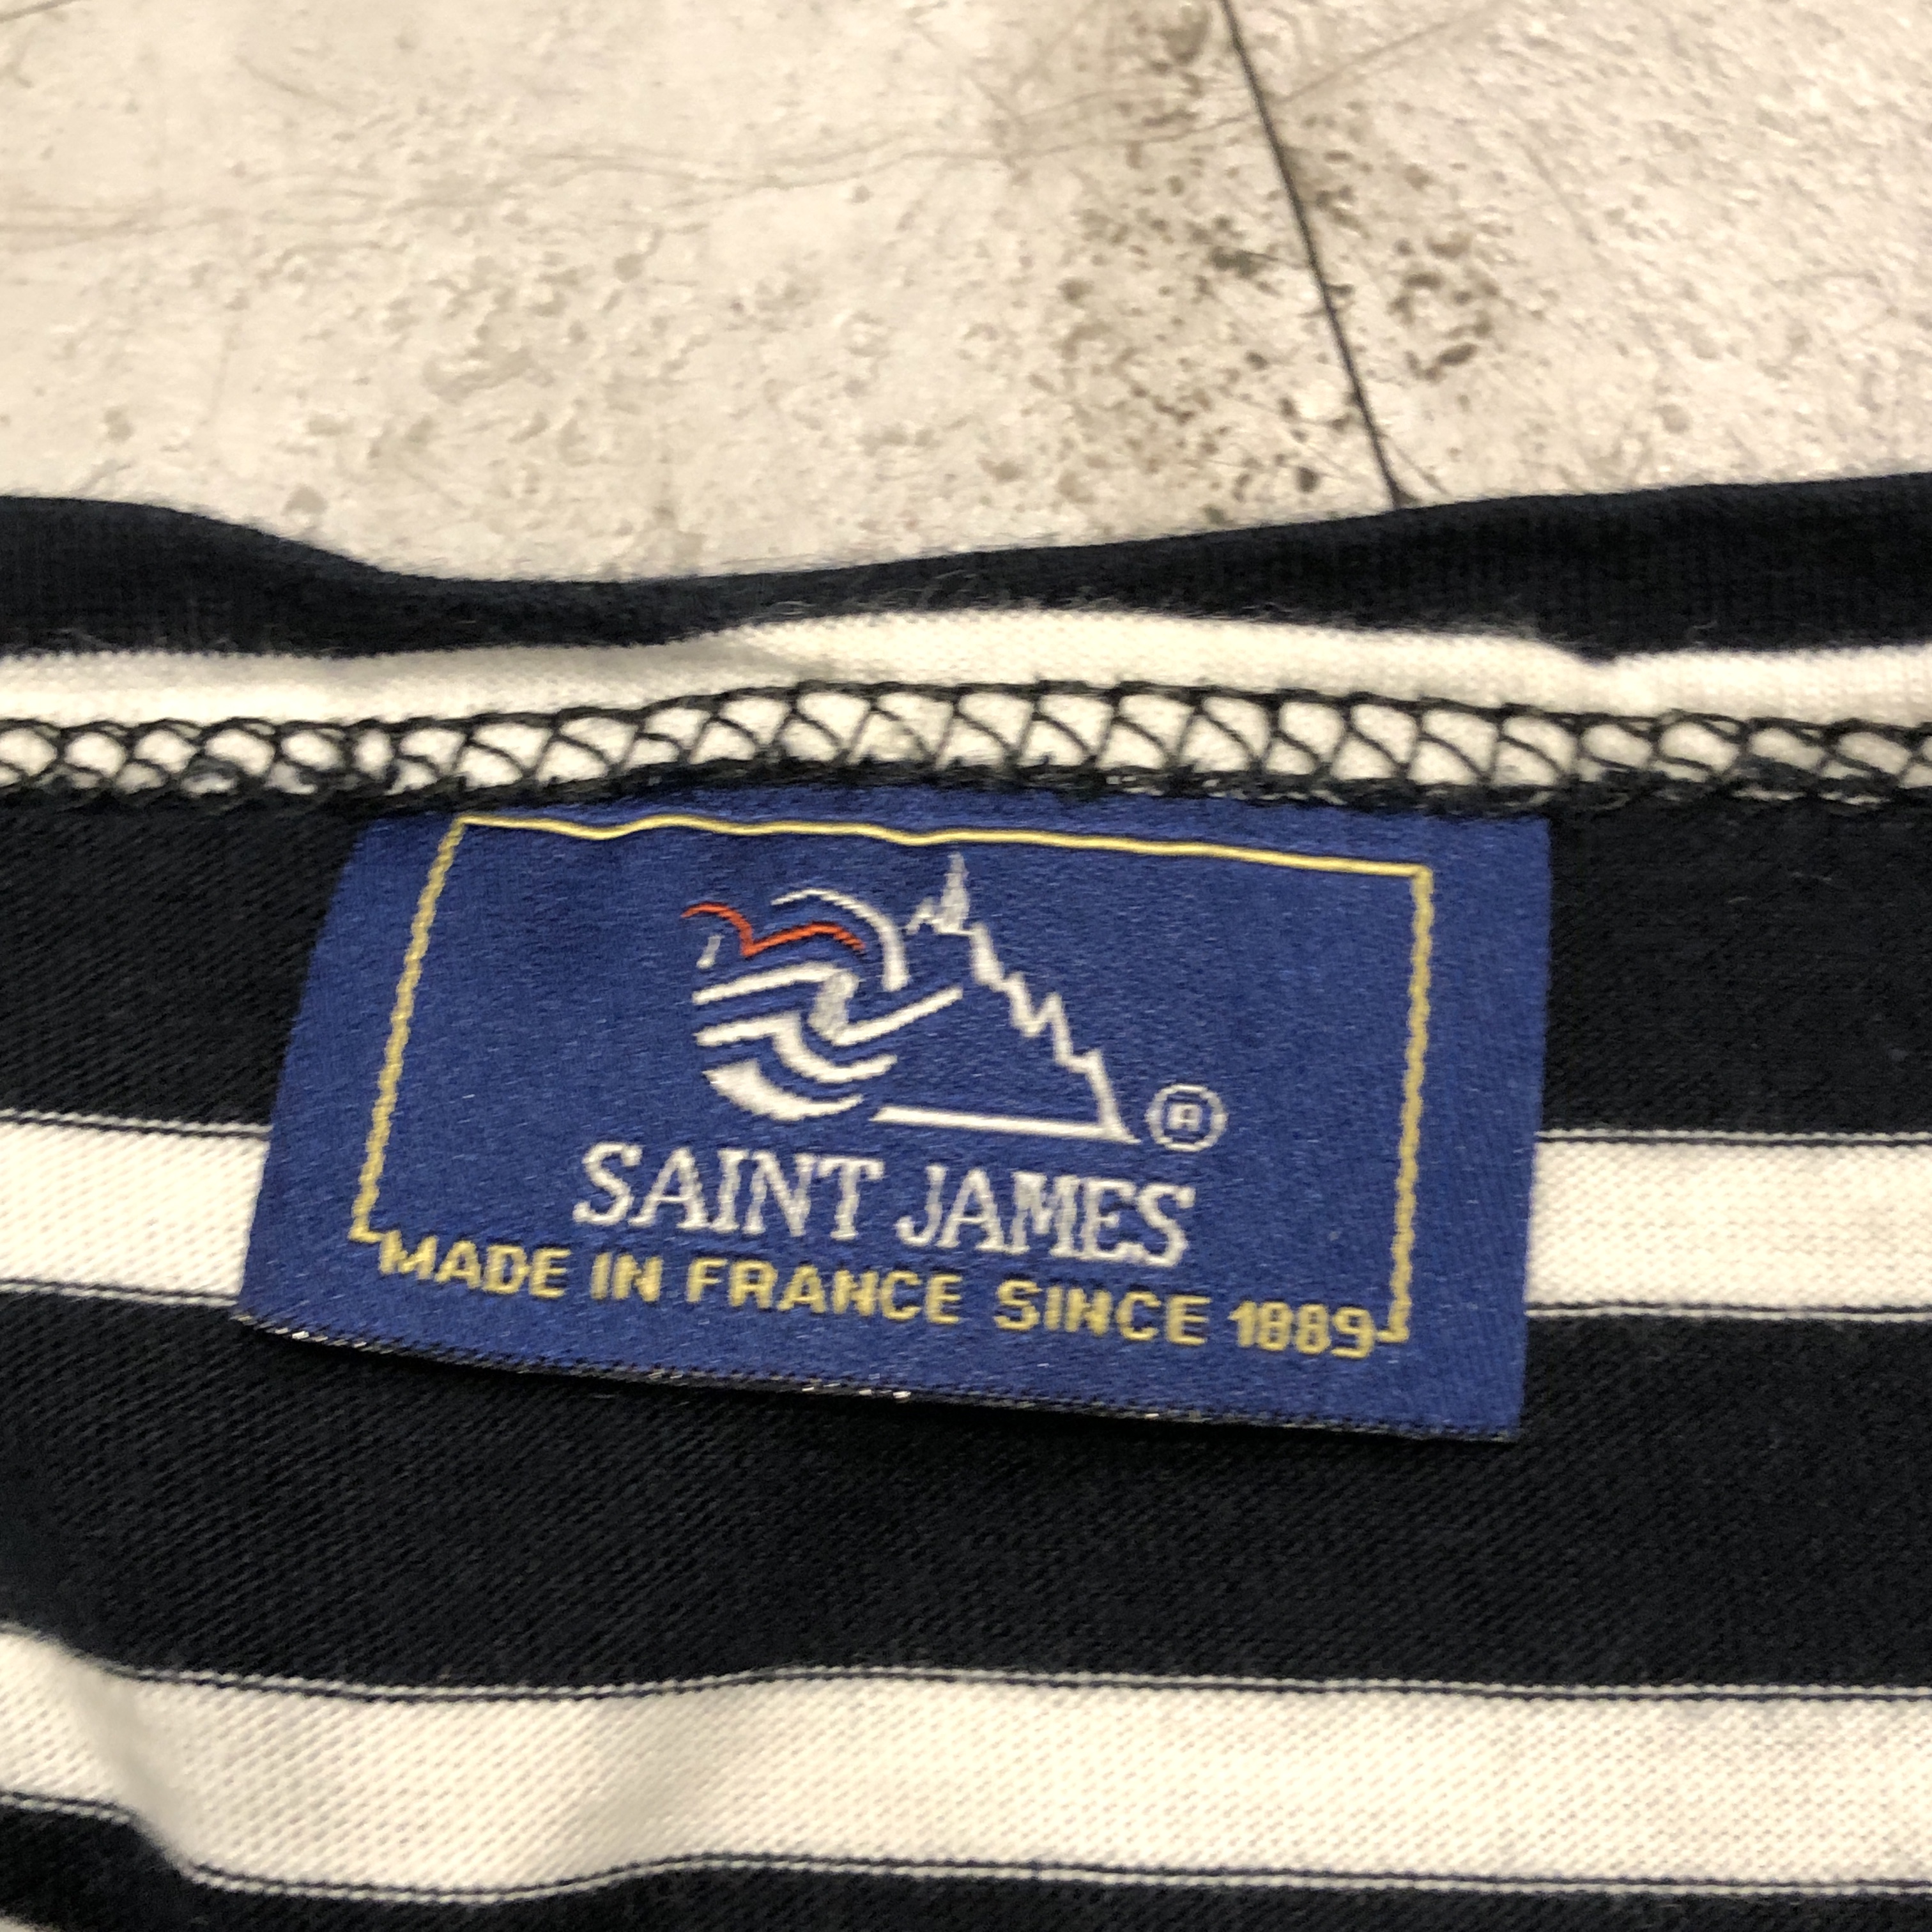 ®
SAINT JAMES
MADE IN FRANCE SINCE 1889